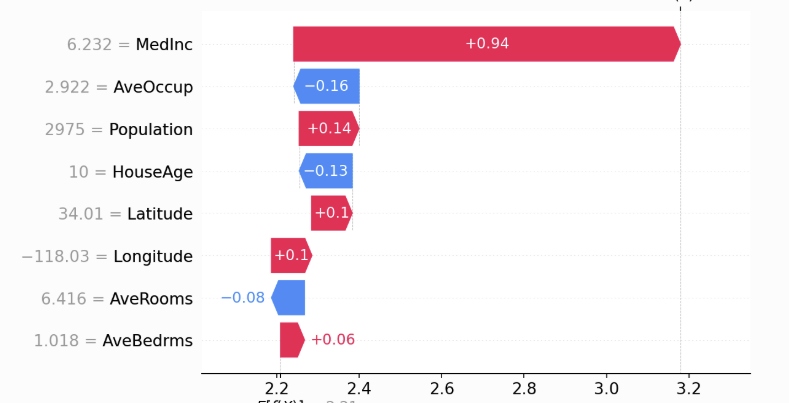 6.232 = MedInc +0.94
2.922 = AveOccup −0.16
2975 = Population +0.14
10 = HouseAge −0.13
34.01 = Latitude +0.1
−118.03 = Longitude +0.1
6.416 = AveRooms −0.08
1.018 = AveBedrms +0.06
2.2 2.4 2.6 2.8 3.0 3.2